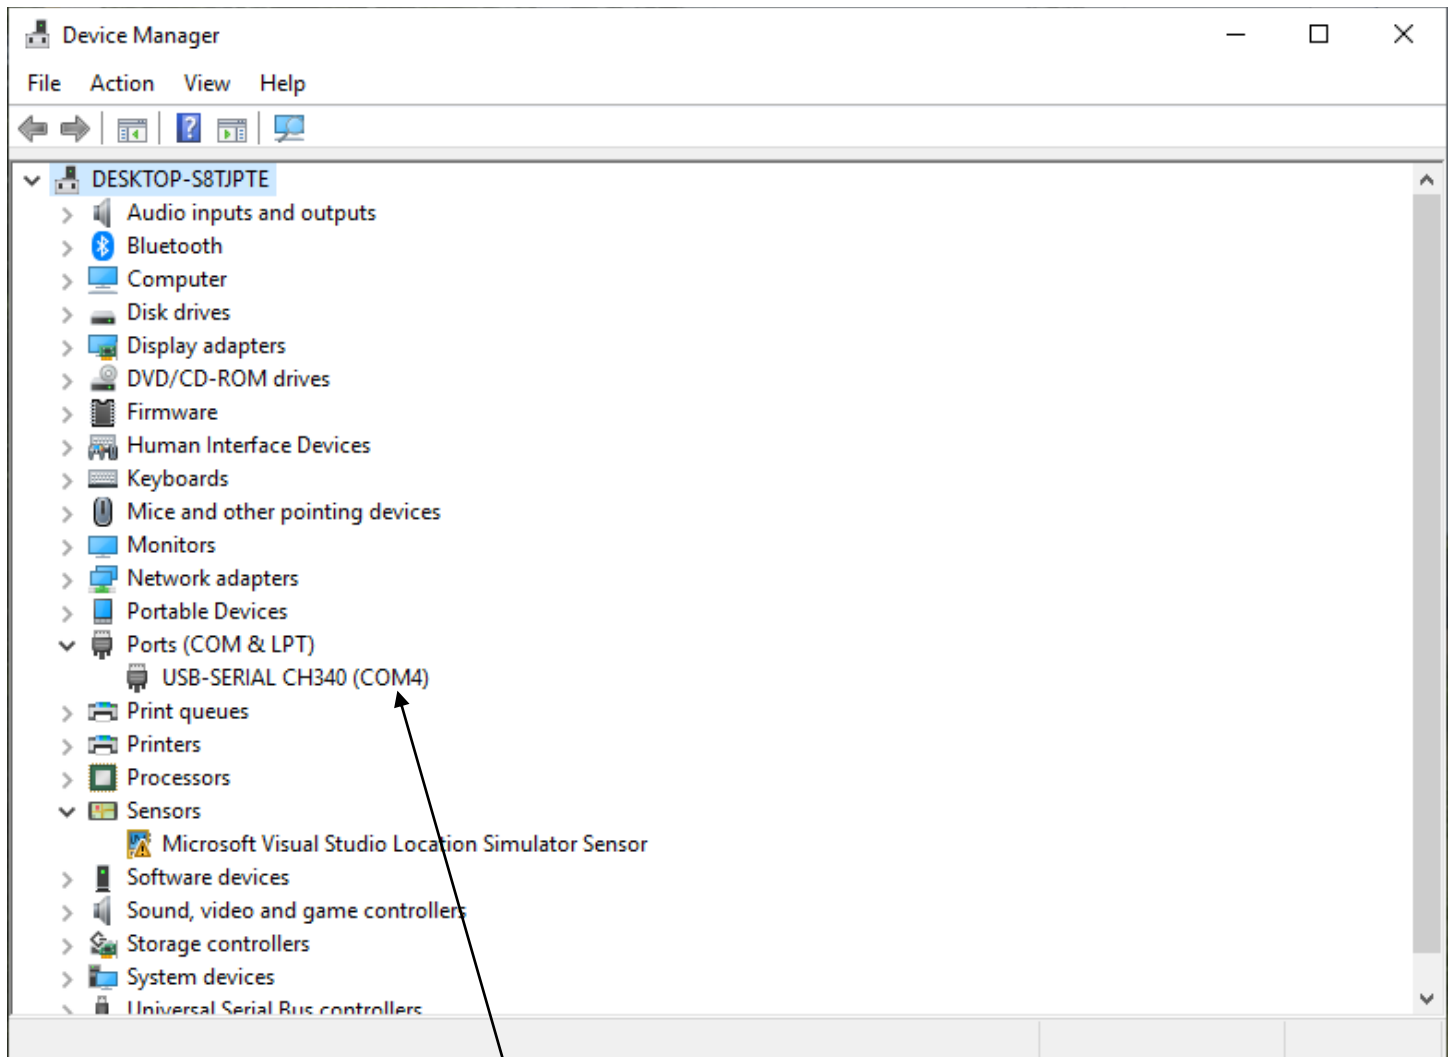 Device Manager
File Action View Help
DESKTOP-S8TJPTE
Audio inputs and outputs
Bluetooth
Computer
Disk drives
Display adapters
DVD/CD-ROM drives
Firmware
Human Interface Devices
Keyboards
Mice and other pointing devices
Monitors
Network adapters
Portable Devices
Ports (COM & LPT)
USB-SERIAL CH340 (COM4)
Print queues
Printers
Processors
Sensors
Microsoft Visual Studio Location Simulator Sensor
Software devices
Sound, video and game controllers
Storage controllers
System devices
Universal Serial Bus controllers